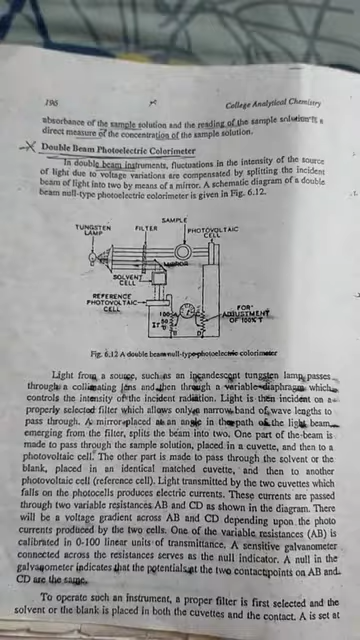 196
College Analytical Chemistry
absorbance of the sample solution and the reading of the sample solution is a
direct measure of the concentration of the sample solution.
Double Beam Photoelectric Colorimeter
In double beam instruments, fluctuations in the intensity of the source
of light due to voltage variations are compensated by splitting the incident
beam of light into two by means of a mirror. A schematic diagram of a double
beam null-type photoelectric colorimeter is given in Fig. 6.12.
TUNGSTEN
LAMP
FILTER
SAMPLE
PHOTOVOLTAIC
CELL
MIRROR
SOLVENT
CELL
REFERENCE
PHOTOVOLTAIC
CELL
100
50
0
FOR
ADJUSTMENT
OF 100% T
Fig. 6.12 A double beam null-type photoelectric colorimeter
Light from a source, such as an incandescent tungsten lamp passes
through a collimating lens and then through a variable diaphragm which
controls the intensity of the incident radiation. Light is then incident on a
properly selected filter which allows only a narrow band of wave lengths to
pass through. A mirror placed at an angle in the path of the light beam
emerging from the filter, splits the beam into two. One part of the beam is
made to pass through the sample solution, placed in a cuvette, and then to a
photovoltaic cell. The other part is made to pass through the solvent or the
blank, placed in an identical matched cuvette, and then to another
photovoltaic cell (reference cell). Light transmitted by the two cuvettes which
falls on the photocells produces electric currents. These currents are passed
through two variable resistances AB and CD as shown in the diagram. There
will be a voltage gradient across AB and CD depending upon the photo
currents produced by the two cells. One of the variable resistances (AB) is
calibrated in 0-100 linear units of transmittance. A sensitive galvanometer
connected across the resistances serves as the null indicator. A null in the
galvanometer indicates that the potentials at the two contact points on AB and
CD are the same.
To operate such an instrument, a proper filter is first selected and the
solvent or the blank is placed in both the cuvettes and the contact. A is set at